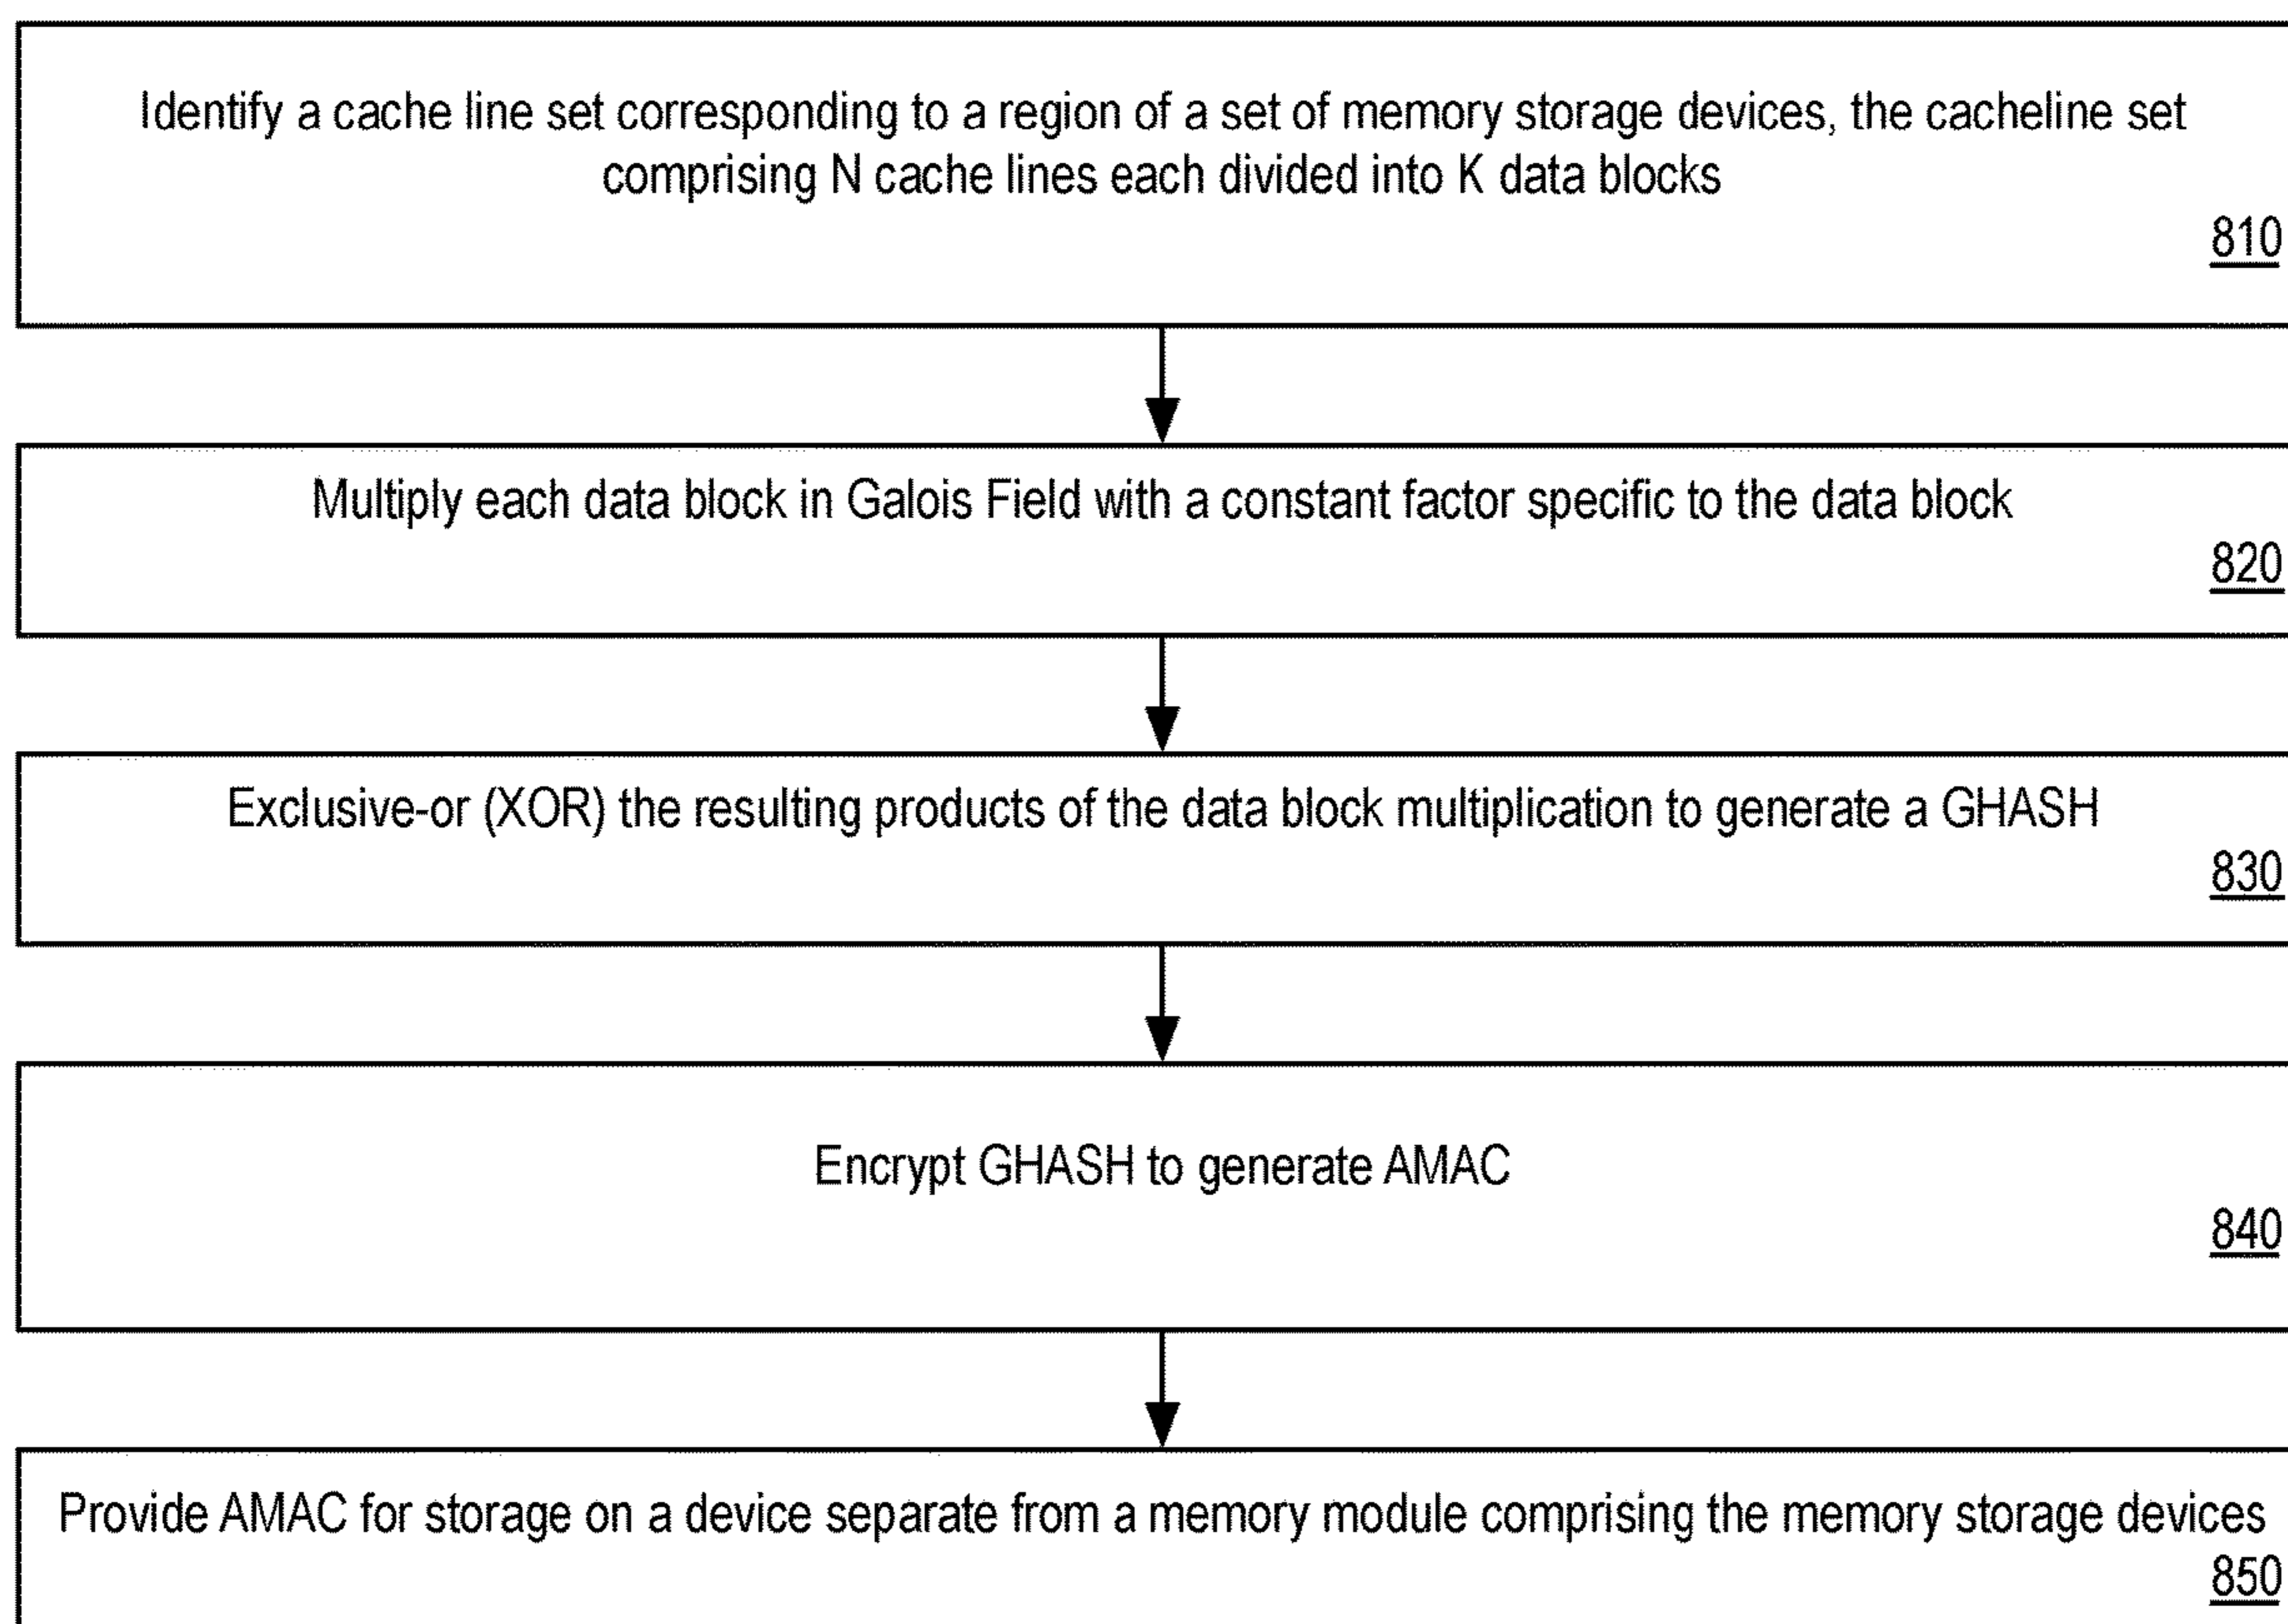 Identify a cache line set corresponding to a region of a set of memory storage devices, the cacheline set
comprising N cache lines each divided into K data blocks
810
Multiply each data block in Galois Field with a constant factor specific to the data block
820
Exclusive-or (XOR) the resulting products of the data block multiplication to generate a GHASH
830
Encrypt GHASH to generate AMAC
840
Provide AMAC for storage on a device separate from a memory module comprising the memory storage devices
850